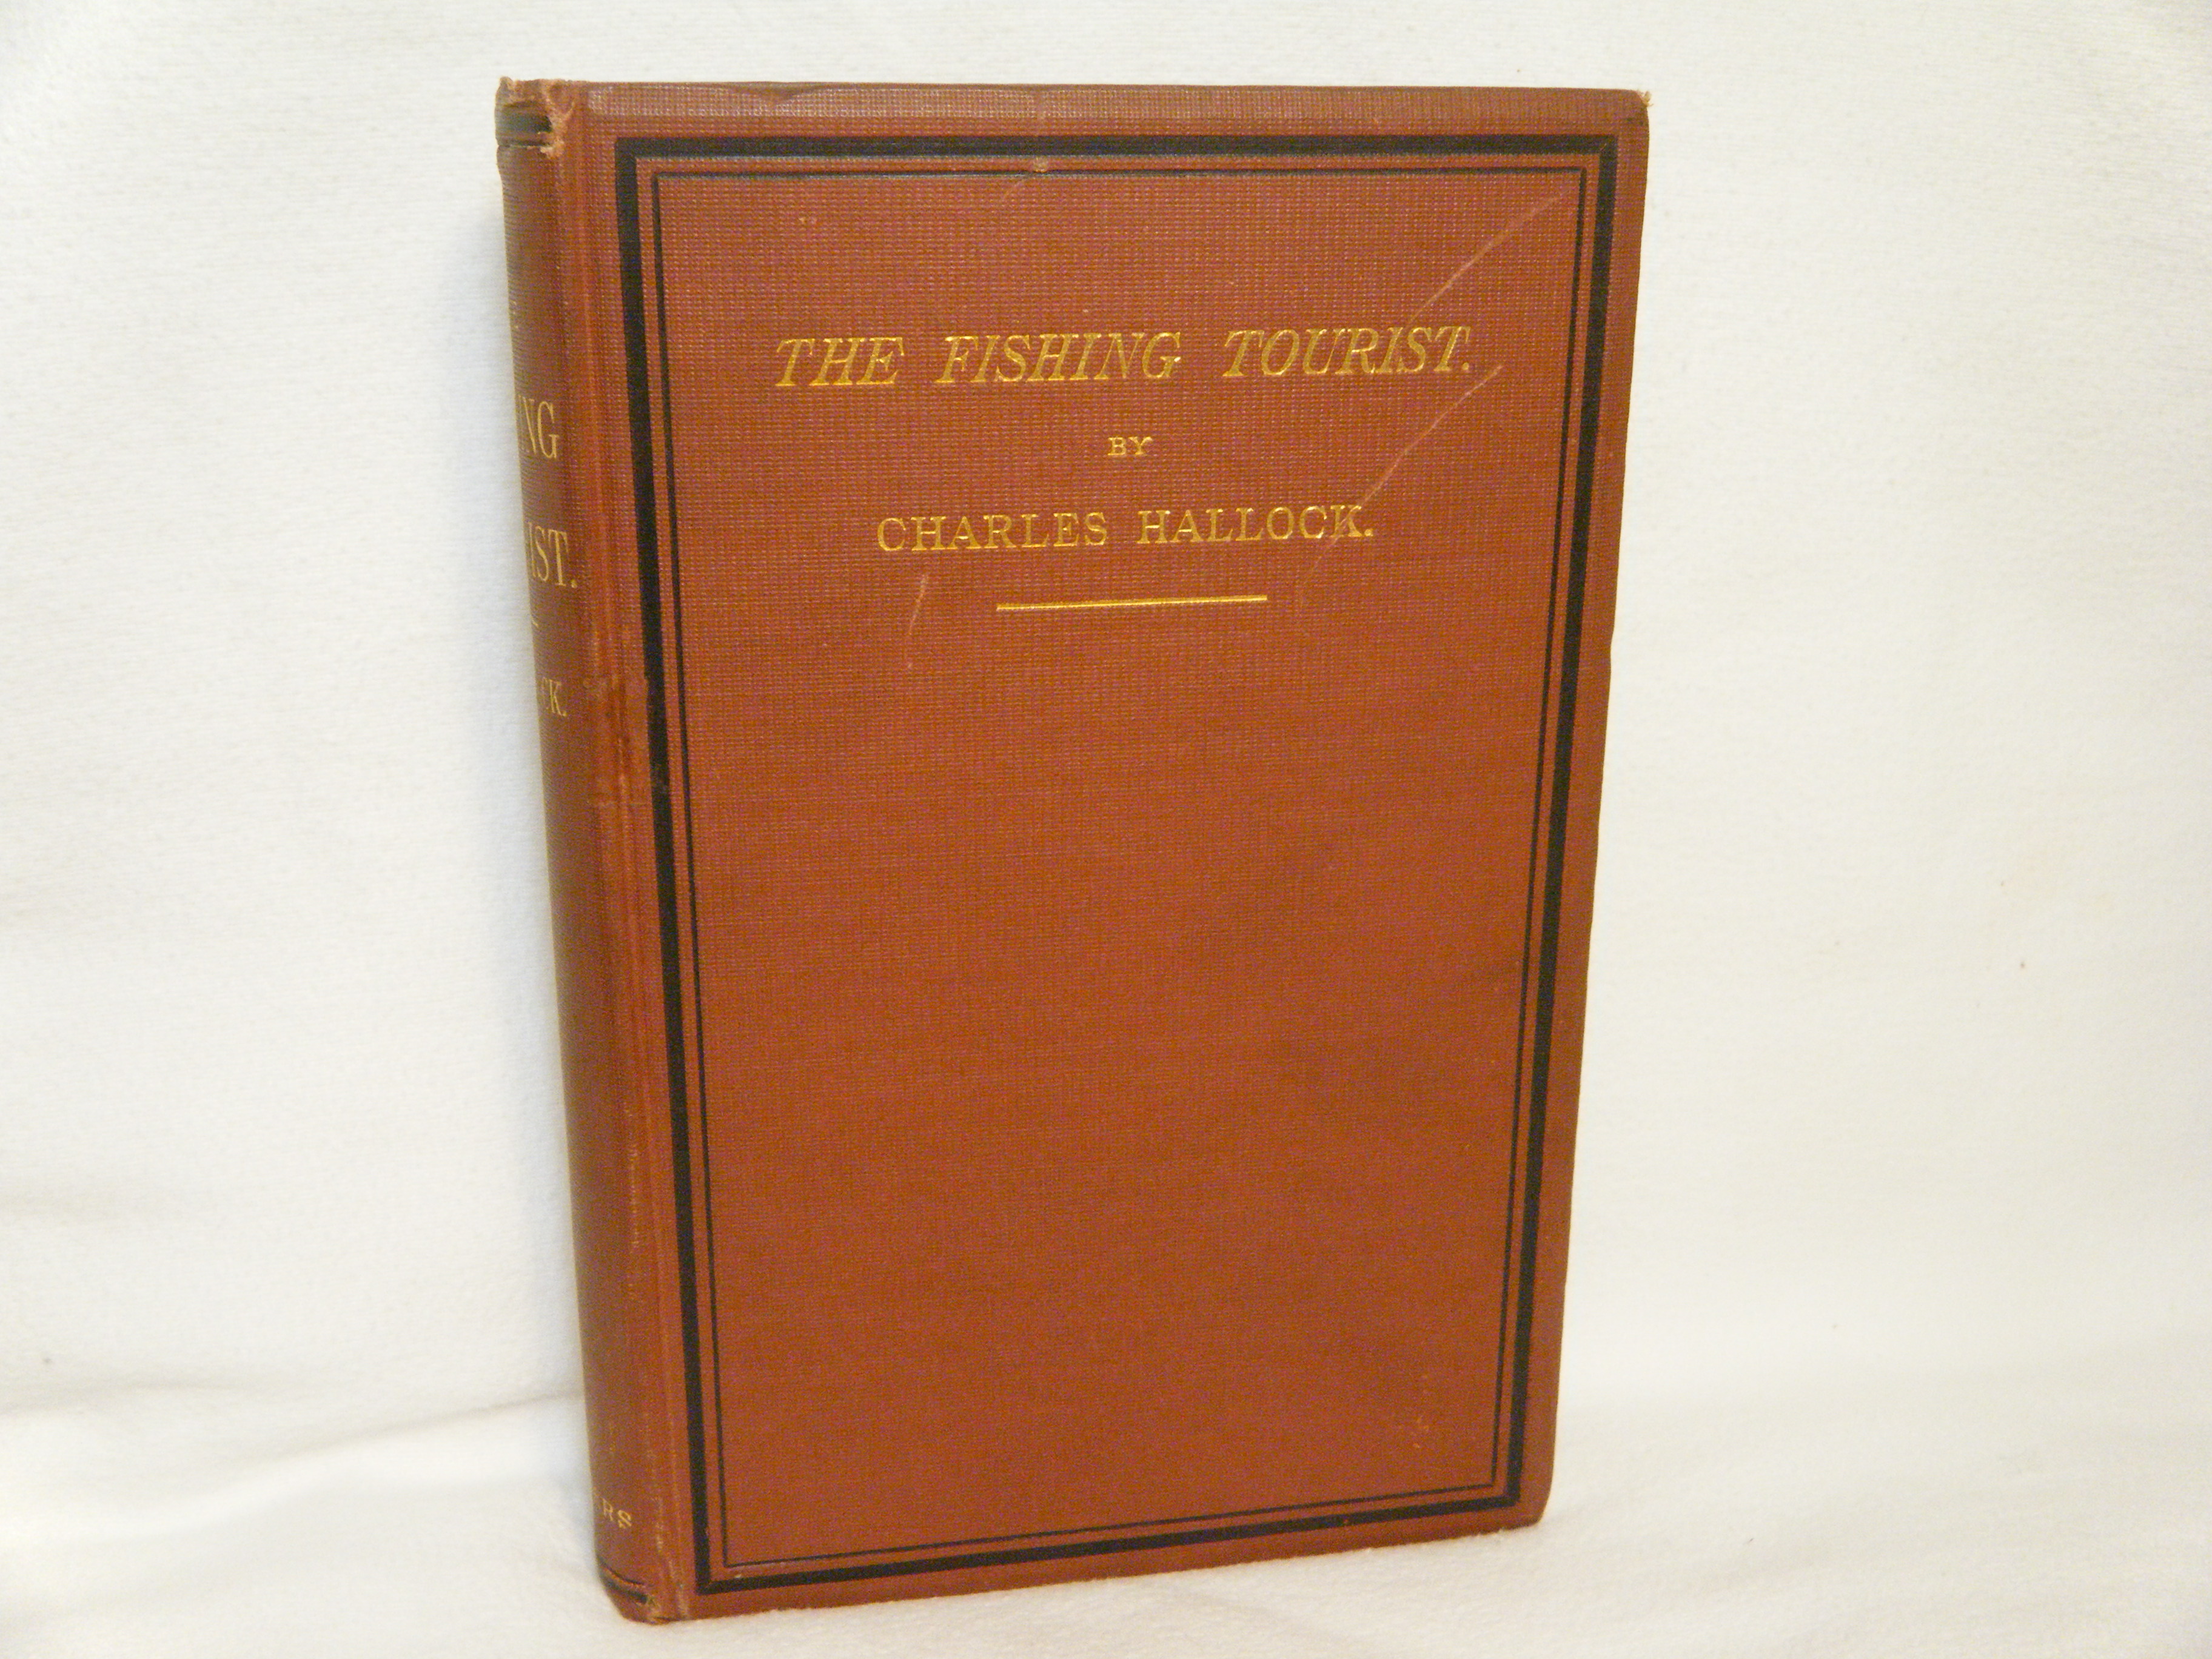 THE FISHING TOURIST.
BY
CHARLES HALLOCK.